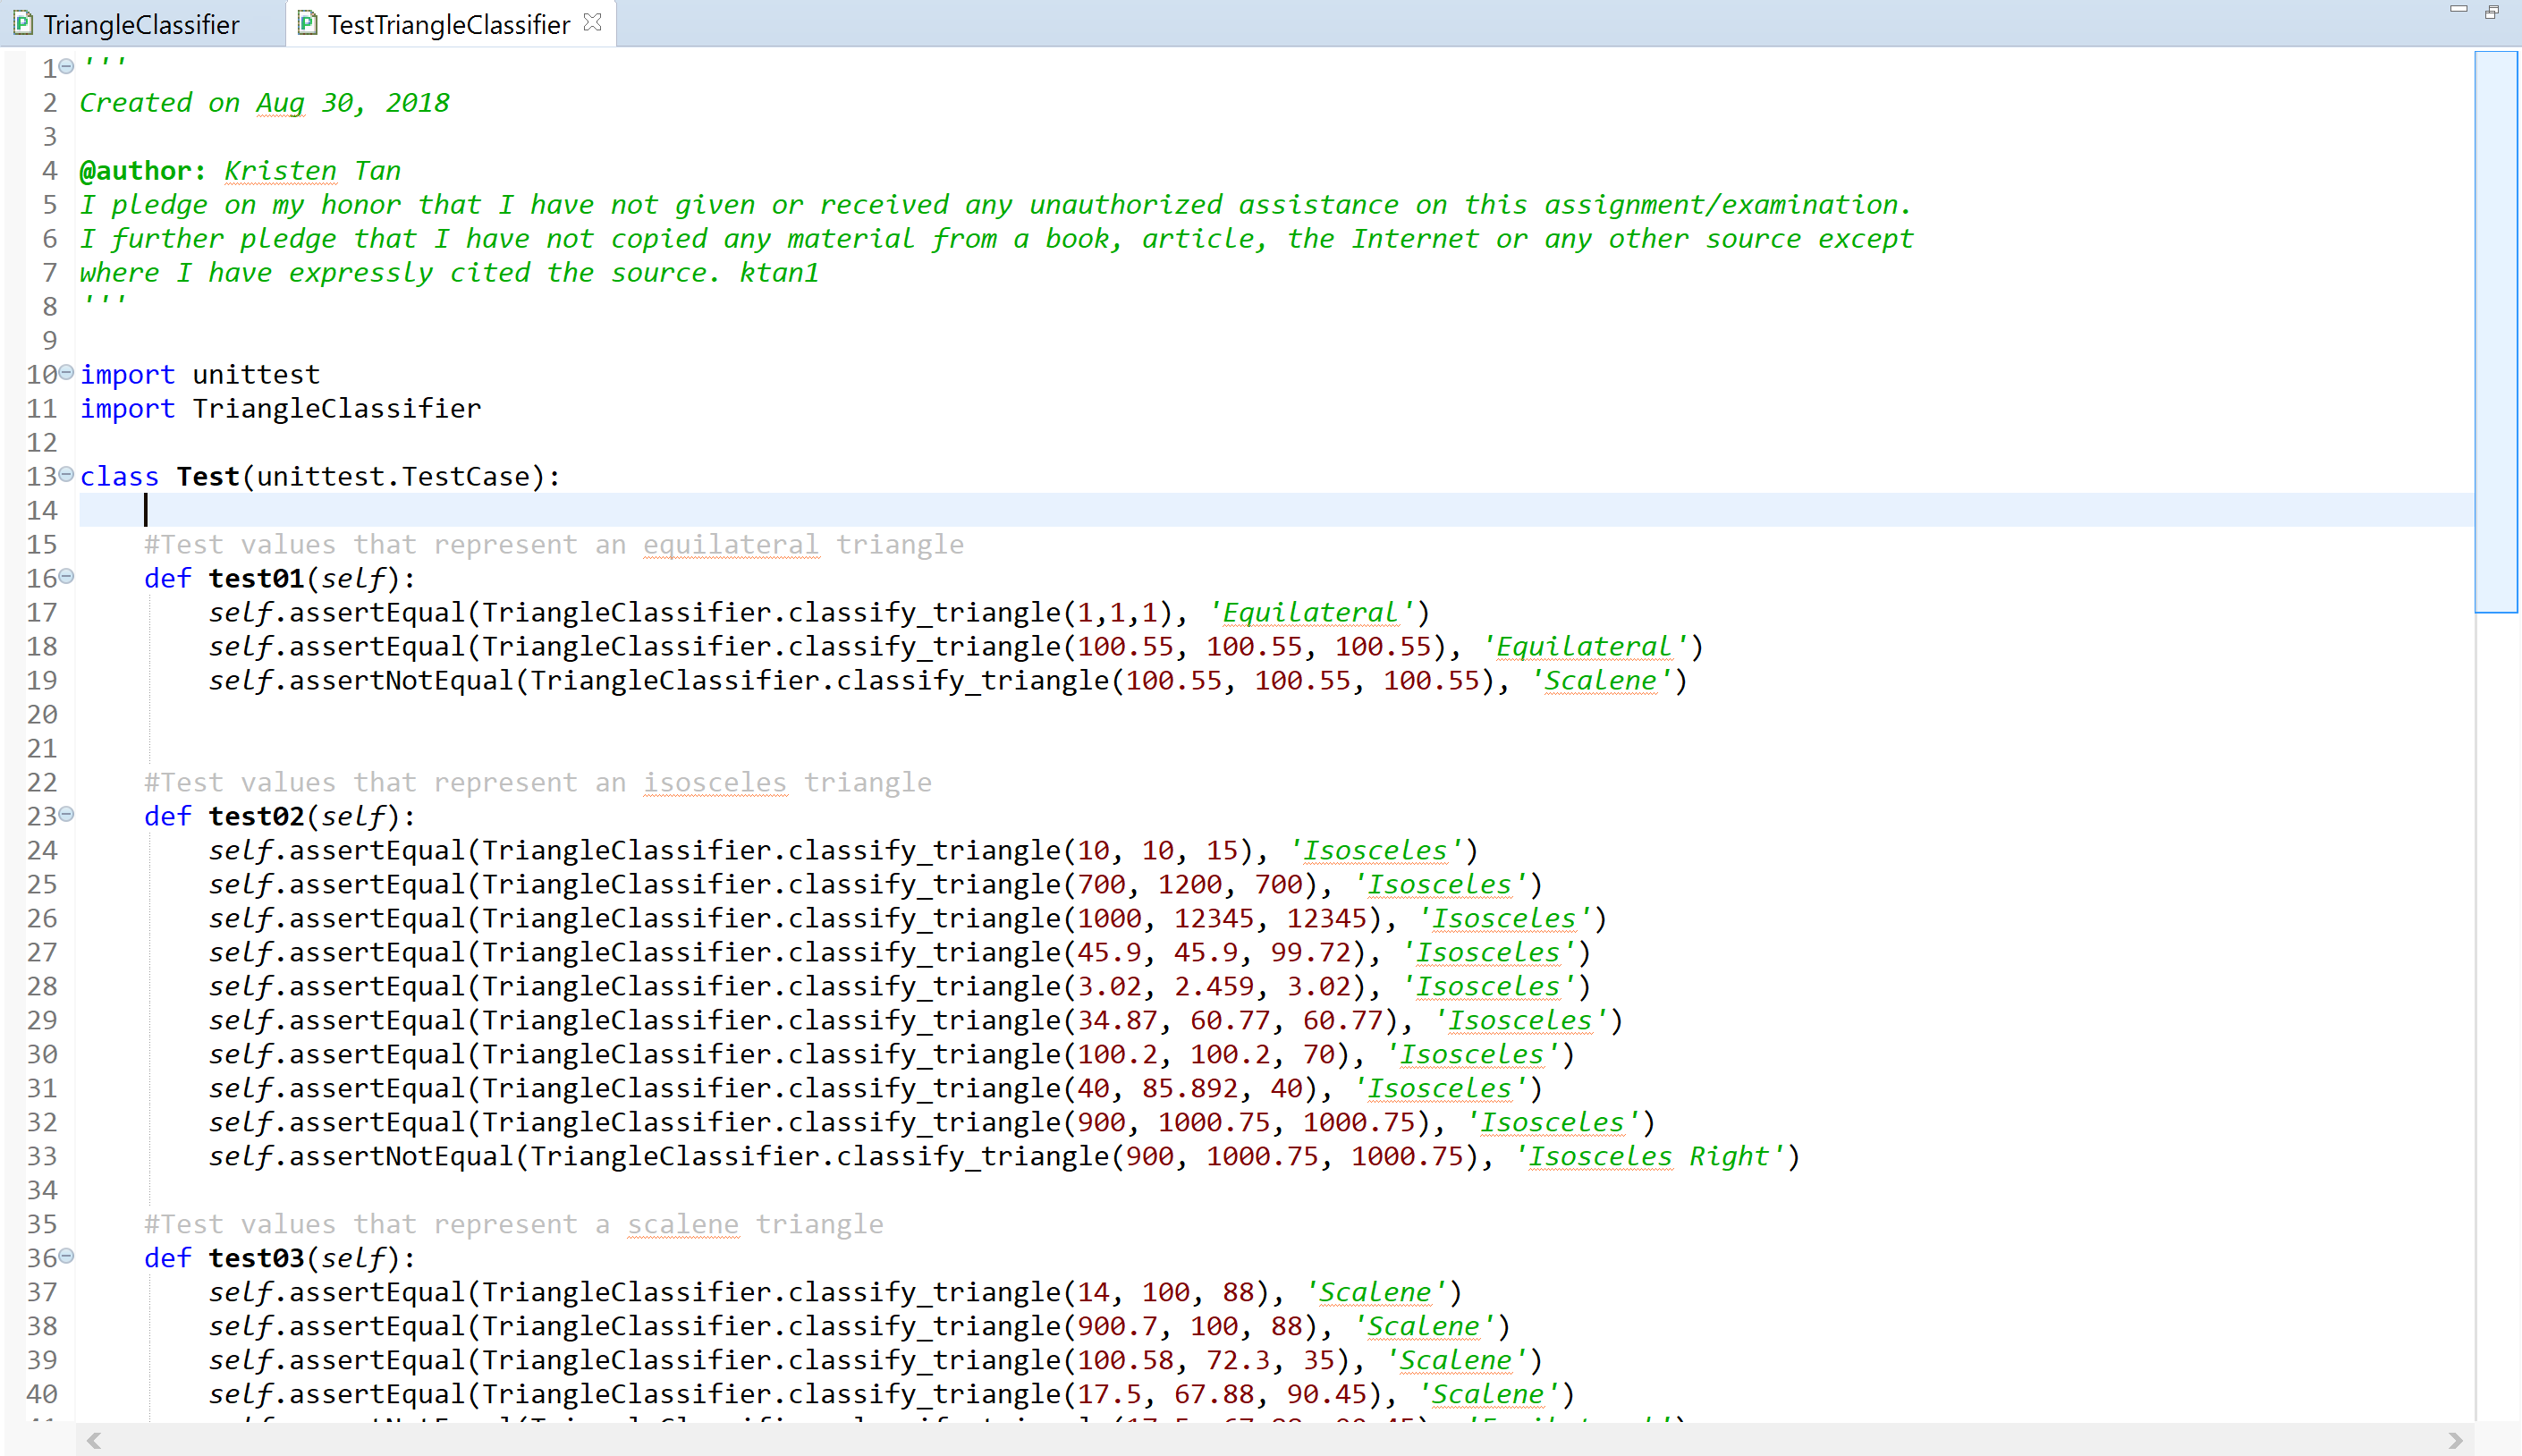 TriangleClassifier TestTriangleClassifier
1 '''
2 Created on Aug 30, 2018
3
4 @author: Kristen Tan
5 I pledge on my honor that I have not given or received any unauthorized assistance on this assignment/examination.
6 I further pledge that I have not copied any material from a book, article, the Internet or any other source except
7 where I have expressly cited the source. ktan1
8 '''
9
10 import unittest
11 import TriangleClassifier
12
13 class Test(unittest.TestCase):
14
15 #Test values that represent an equilateral triangle
16 def test01(self):
17 self.assertEqual(TriangleClassifier.classify_triangle(1,1,1), 'Equilateral')
18 self.assertEqual(TriangleClassifier.classify_triangle(100.55, 100.55, 100.55), 'Equilateral')
19 self.assertNotEqual(TriangleClassifier.classify_triangle(100.55, 100.55, 100.55), 'Scalene')
20
21
22 #Test values that represent an isosceles triangle
23 def test02(self):
24 self.assertEqual(TriangleClassifier.classify_triangle(10, 10, 15), 'Isosceles')
25 self.assertEqual(TriangleClassifier.classify_triangle(700, 1200, 700), 'Isosceles')
26 self.assertEqual(TriangleClassifier.classify_triangle(1000, 12345, 12345), 'Isosceles')
27 self.assertEqual(TriangleClassifier.classify_triangle(45.9, 45.9, 99.72), 'Isosceles')
28 self.assertEqual(TriangleClassifier.classify_triangle(3.02, 2.459, 3.02), 'Isosceles')
29 self.assertEqual(TriangleClassifier.classify_triangle(34.87, 60.77, 60.77), 'Isosceles')
30 self.assertEqual(TriangleClassifier.classify_triangle(100.2, 100.2, 70), 'Isosceles')
31 self.assertEqual(TriangleClassifier.classify_triangle(40, 85.892, 40), 'Isosceles')
32 self.assertEqual(TriangleClassifier.classify_triangle(900, 1000.75, 1000.75), 'Isosceles')
33 self.assertNotEqual(TriangleClassifier.classify_triangle(900, 1000.75, 1000.75), 'Isosceles Right')
34
35 #Test values that represent a scalene triangle
36 def test03(self):
37 self.assertEqual(TriangleClassifier.classify_triangle(14, 100, 88), 'Scalene')
38 self.assertEqual(TriangleClassifier.classify_triangle(900.7, 100, 88), 'Scalene')
39 self.assertEqual(TriangleClassifier.classify_triangle(100.58, 72.3, 35), 'Scalene')
40 self.assertEqual(TriangleClassifier.classify_triangle(17.5, 67.88, 90.45), 'Scalene')